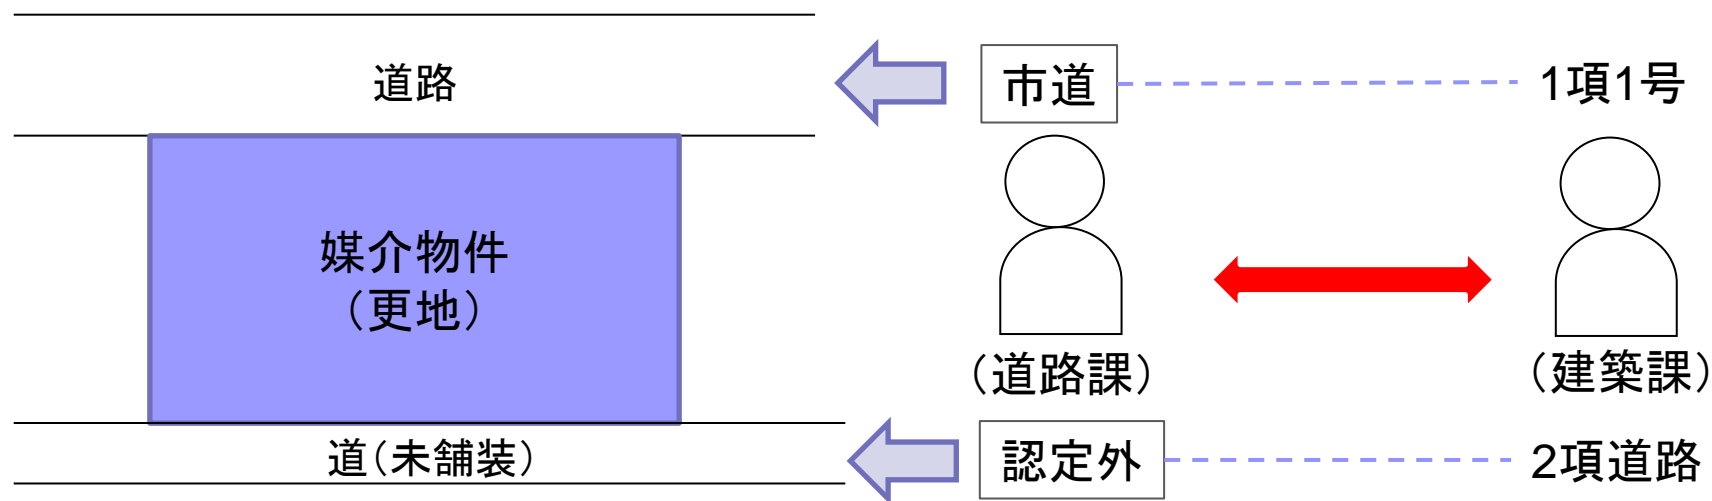 道路
市道
1項1号
媒介物件
（更地）
（道路課）
（建築課）
道（未舗装）
認定外
2項道路